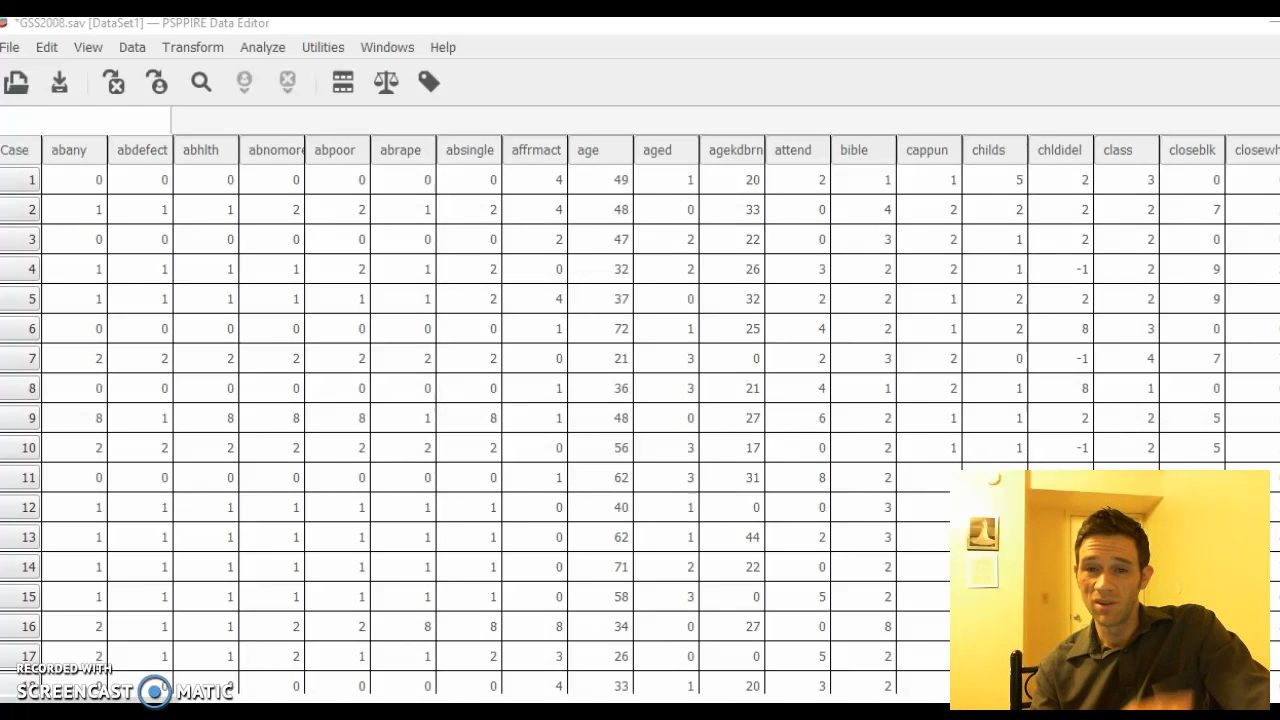 *GSS2008.sav [DataSet1] — PSPPIRE Data Editor
File Edit View Data Transform Analyze Utilities Windows Help
Case abany abdefect abhlth abnomore abpoor abrape absingle affrmact age aged agekdbrn attend bible cappun childs chldidel class closeblk closewh
1 0 0 0 0 0 0 0 4 49 1 20 2 1 1 5 2 3 0
2 1 1 1 2 2 1 2 4 48 0 33 0 4 2 2 2 2 7
3 0 0 0 0 0 0 0 2 47 2 22 0 3 2 1 2 2 0
4 1 1 1 1 2 1 2 0 32 2 26 3 2 2 1 -1 2 9
5 1 1 1 1 1 1 2 4 37 0 32 2 2 1 2 2 2 9
6 0 0 0 0 0 0 0 1 72 1 25 4 2 1 2 8 3 0
7 2 2 2 2 2 2 2 0 21 3 0 2 3 2 0 -1 4 7
8 0 0 0 0 0 0 0 1 36 3 21 4 1 2 1 8 1 0
9 8 1 8 8 8 1 8 1 48 0 27 6 2 1 1 2 2 5
10 2 2 2 2 2 2 2 0 56 3 17 0 2 1 1 -1 2 5
11 0 0 0 0 0 0 0 1 62 3 31 8 2
12 1 1 1 1 1 1 1 0 40 1 0 0 3
13 1 1 1 1 1 1 1 0 62 1 44 2 3
14 1 1 1 1 1 1 1 0 71 2 22 0 2
15 1 1 1 1 1 1 1 0 58 3 0 5 2
16 2 1 1 2 2 8 8 8 34 0 27 0 8
17 2 1 1 2 1 1 2 3 26 0 0 5 2
0 0 0 0 0 4 33 1 20 3 2
RECORDED WITH
SCREENCAST MATIC